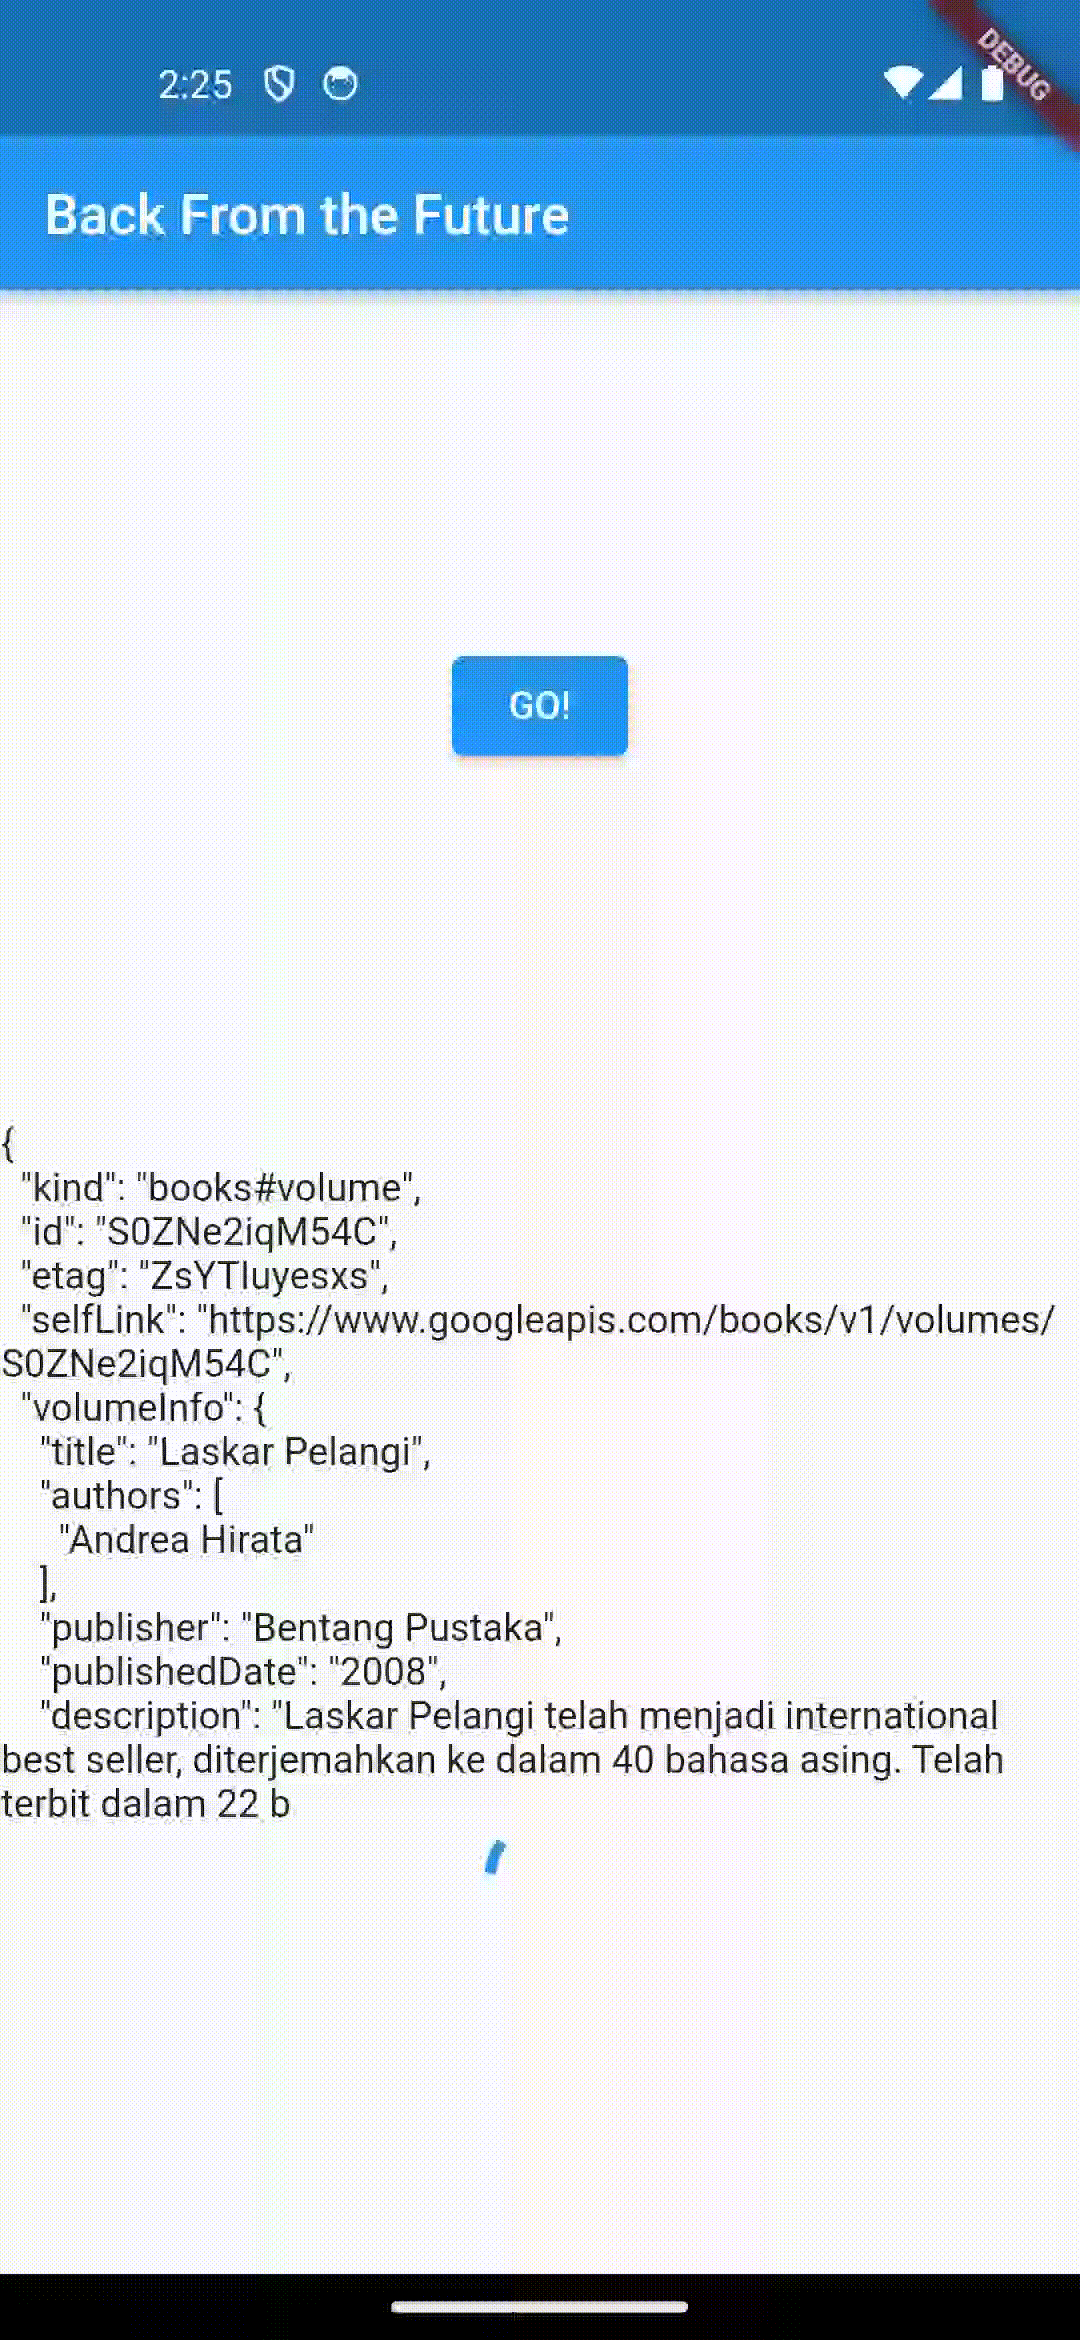 2:25
DEBUG
Back From the Future
GO!
{
"kind": "books#volume",
"id": "S0ZNe2iqM54C",
"etag": "ZsYTluyesxs",
"selfLink": "https://www.googleapis.com/books/v1/volumes/
S0ZNe2iqM54C",
"volumeInfo": {
"title": "Laskar Pelangi",
"authors": [
"Andrea Hirata"
],
"publisher": "Bentang Pustaka",
"publishedDate": "2008",
"description": "Laskar Pelangi telah menjadi international
best seller, diterjemahkan ke dalam 40 bahasa asing. Telah
terbit dalam 22 b